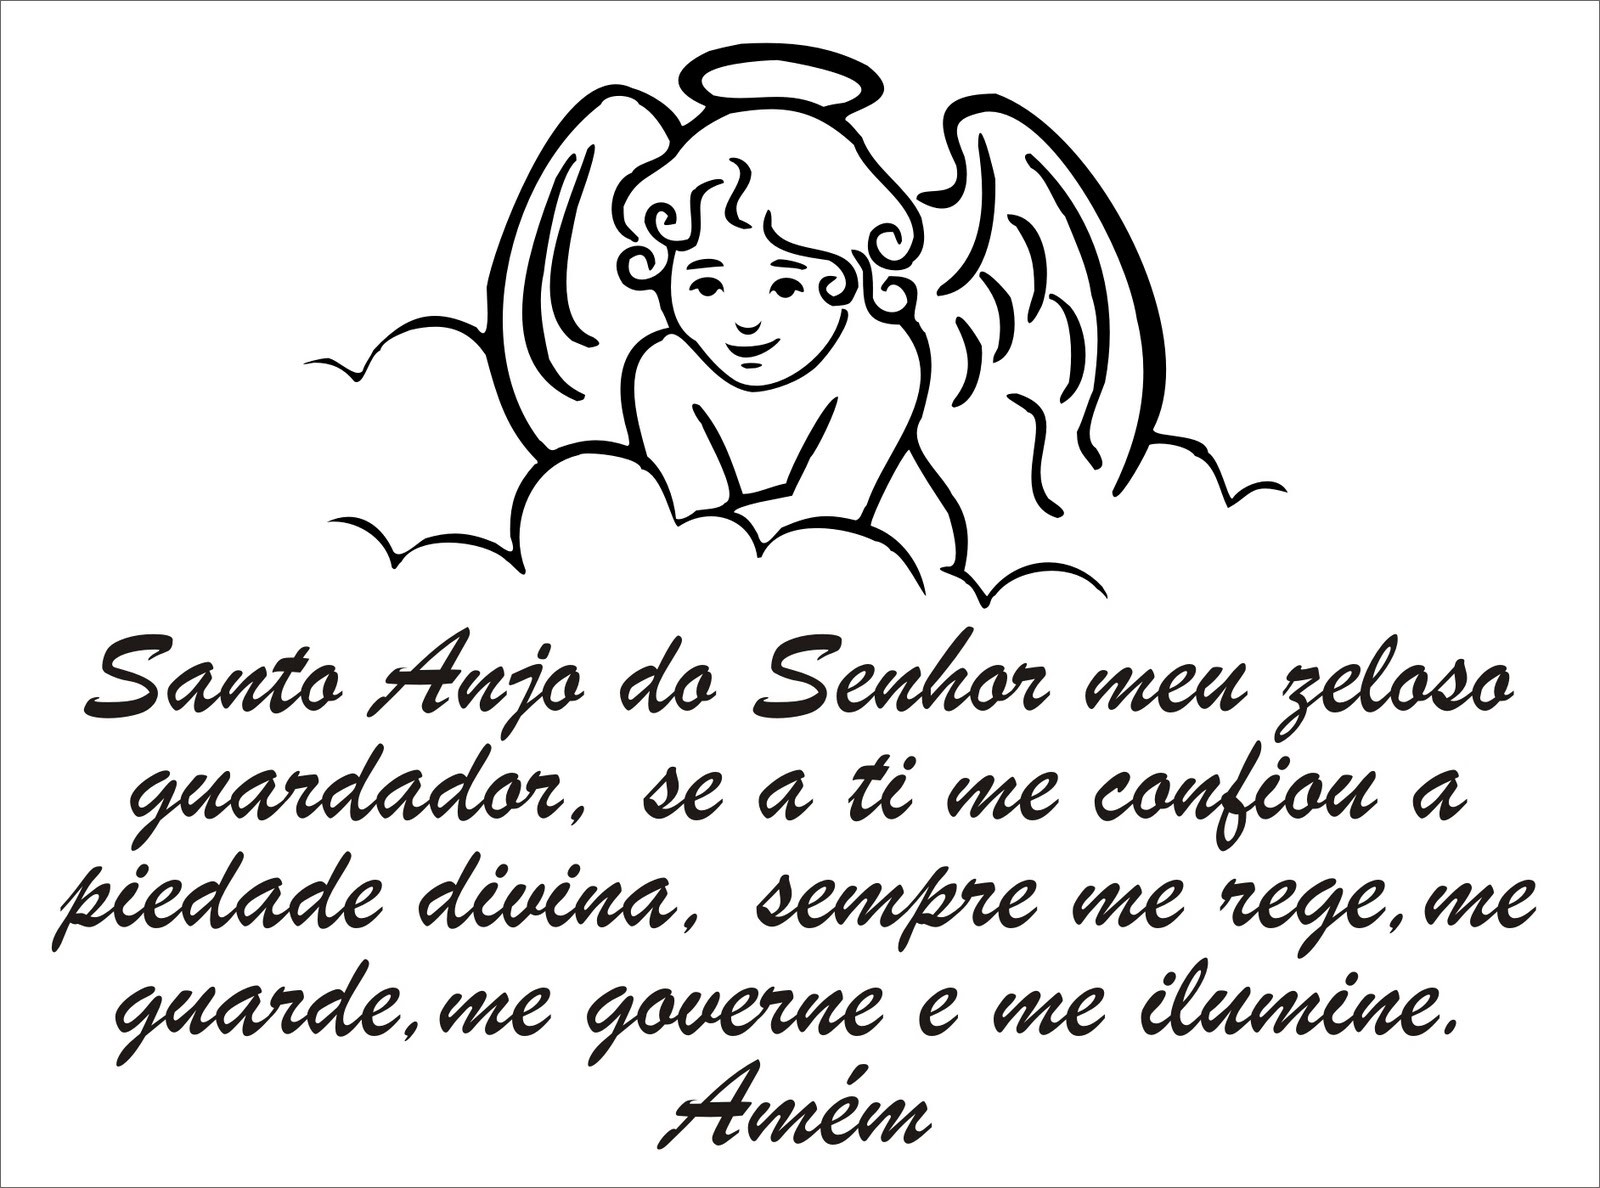 Santo Anjo do Senhor meu zeloso
guardador, se a ti me confiou a
piedade divina, sempre me rege, me
guarde, me governe e me ilumine.
Amém